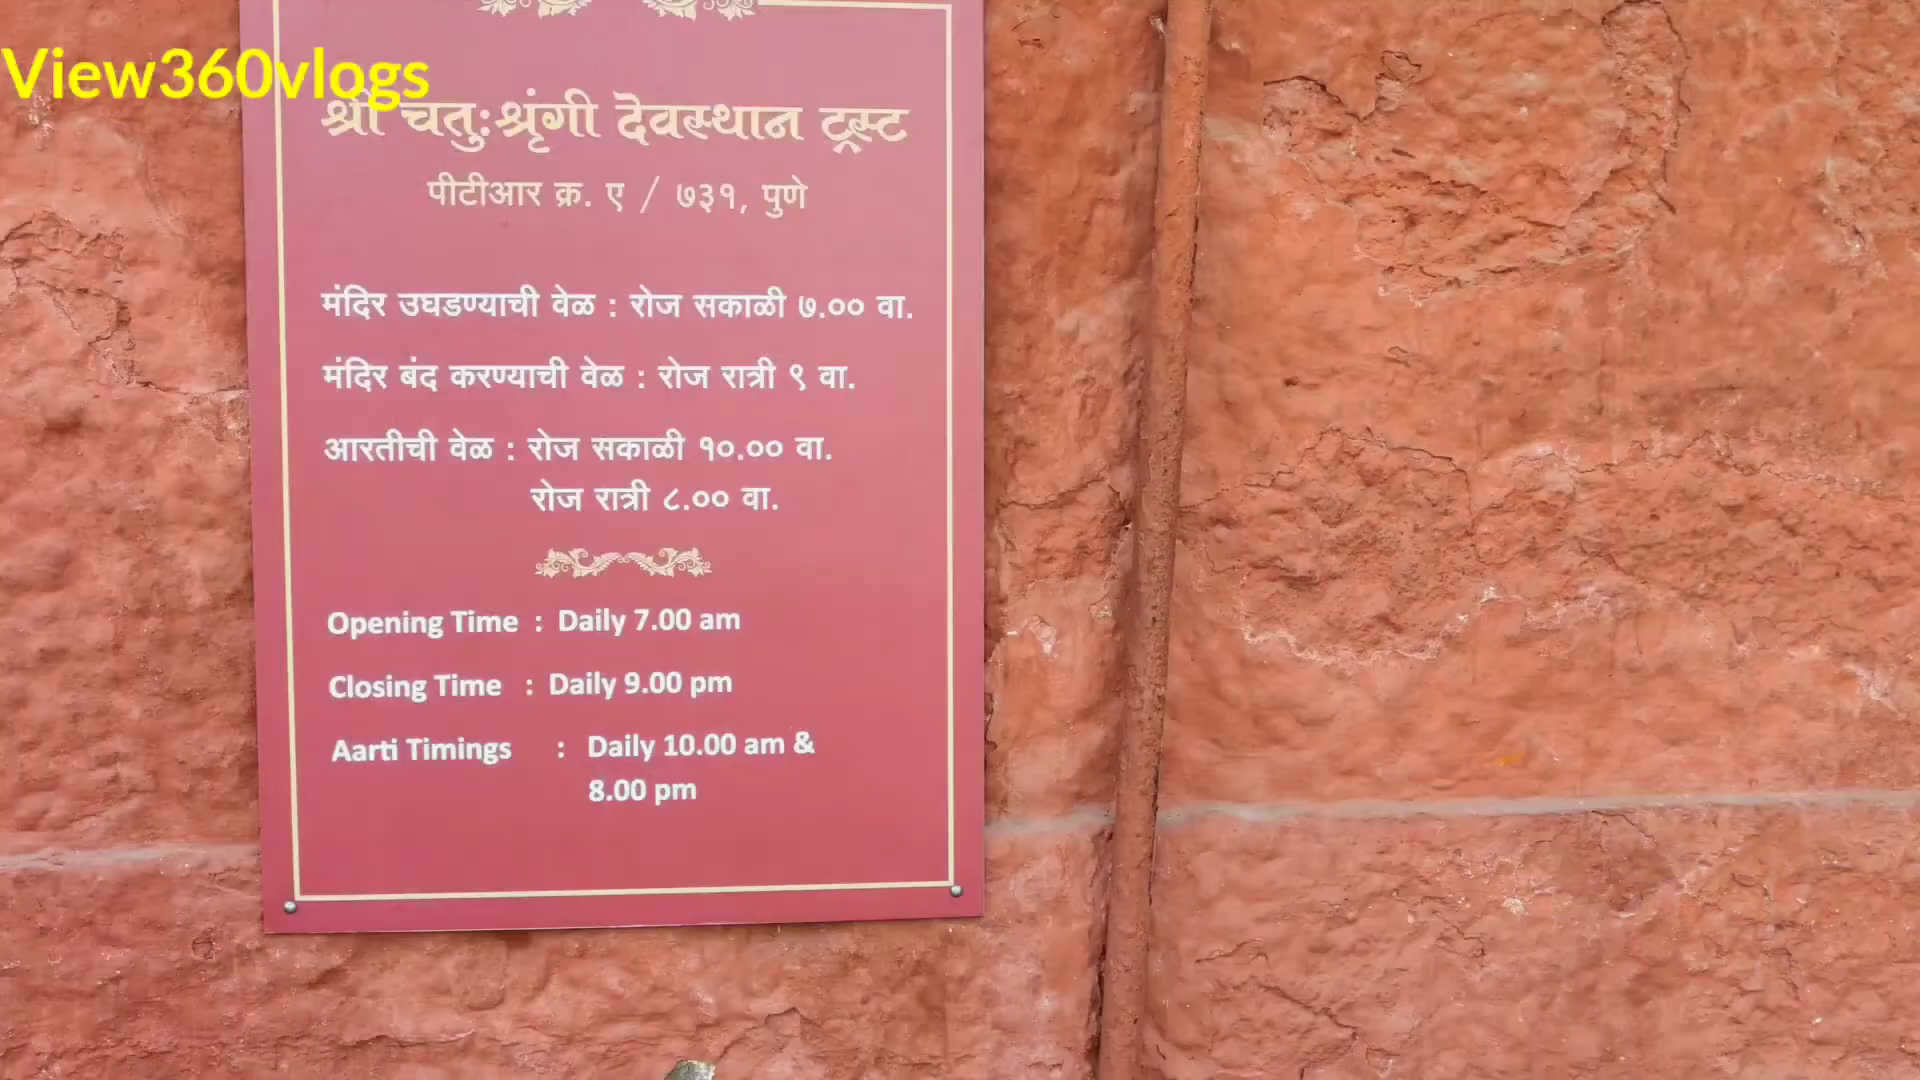 View360vlogs
श्री चतुःश्रृंगी देवस्थान ट्रस्ट
पीटीआर क्र. ए / ७३१, पुणे
मंदिर उघडण्याची वेळ : रोज सकाळी ७.०० वा.
मंदिर बंद करण्याची वेळ : रोज रात्री ९ वा.
आरतीची वेळ : रोज सकाळी १०.०० वा.
रोज रात्री ८.०० वा.
Opening Time : Daily 7.00 am
Closing Time : Daily 9.00 pm
Aarti Timings : Daily 10.00 am &
8.00 pm